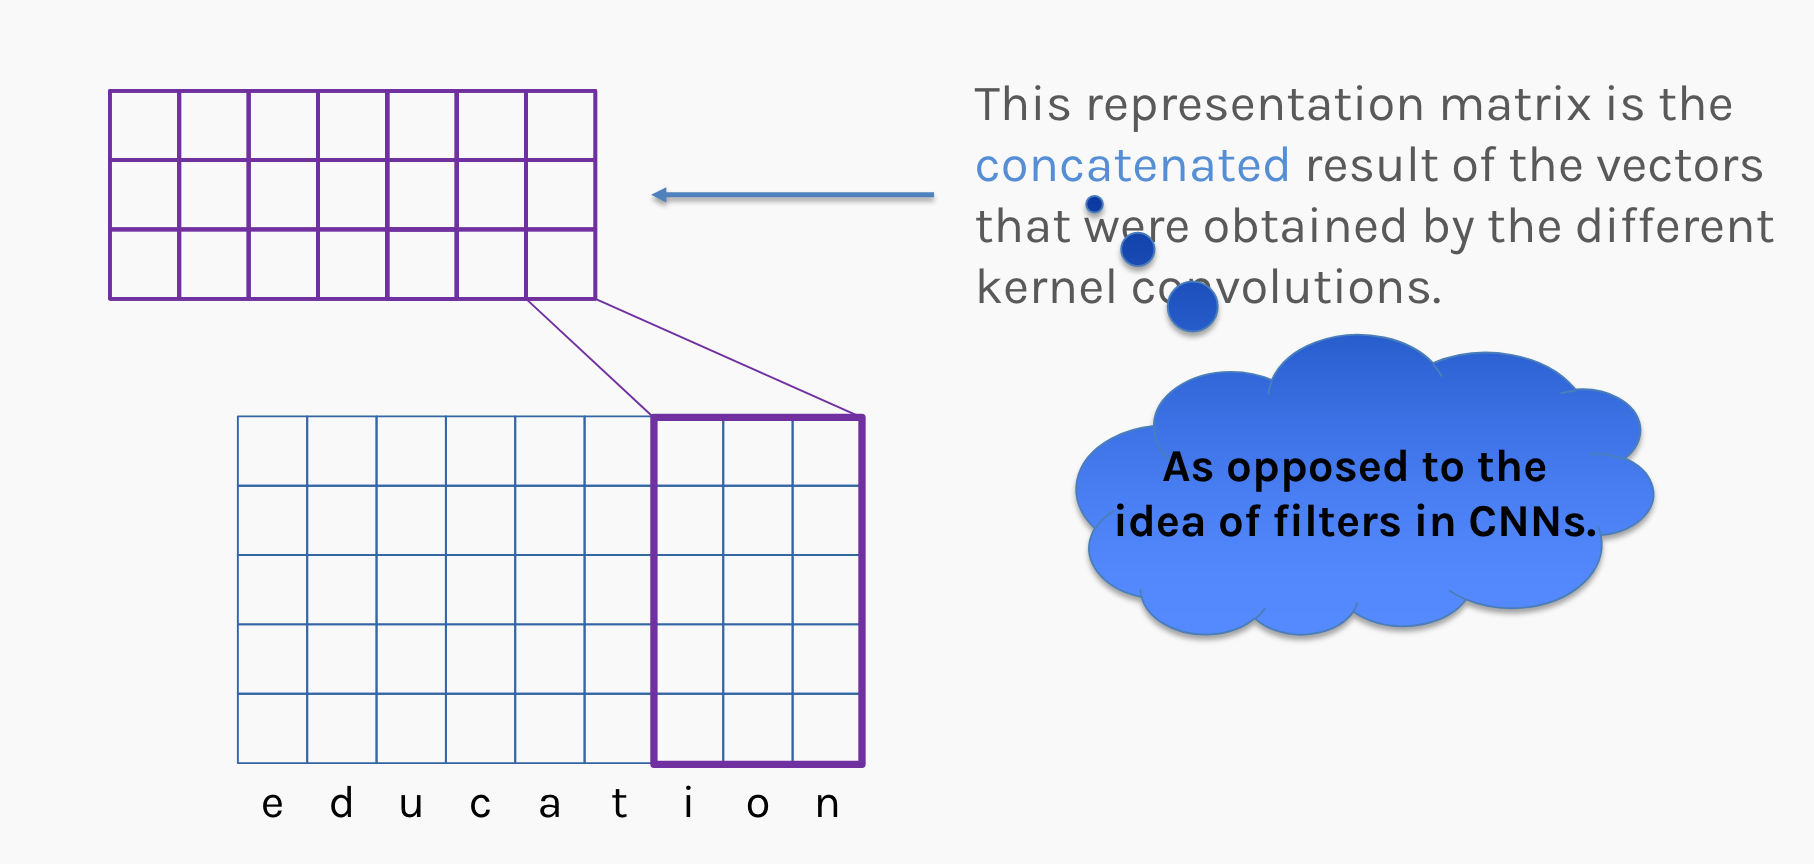 This representation matrix is the
concatenated result of the vectors
that were obtained by the different
kernel convolutions.
As opposed to the
idea of filters in CNNs.
e d u c a t i o n